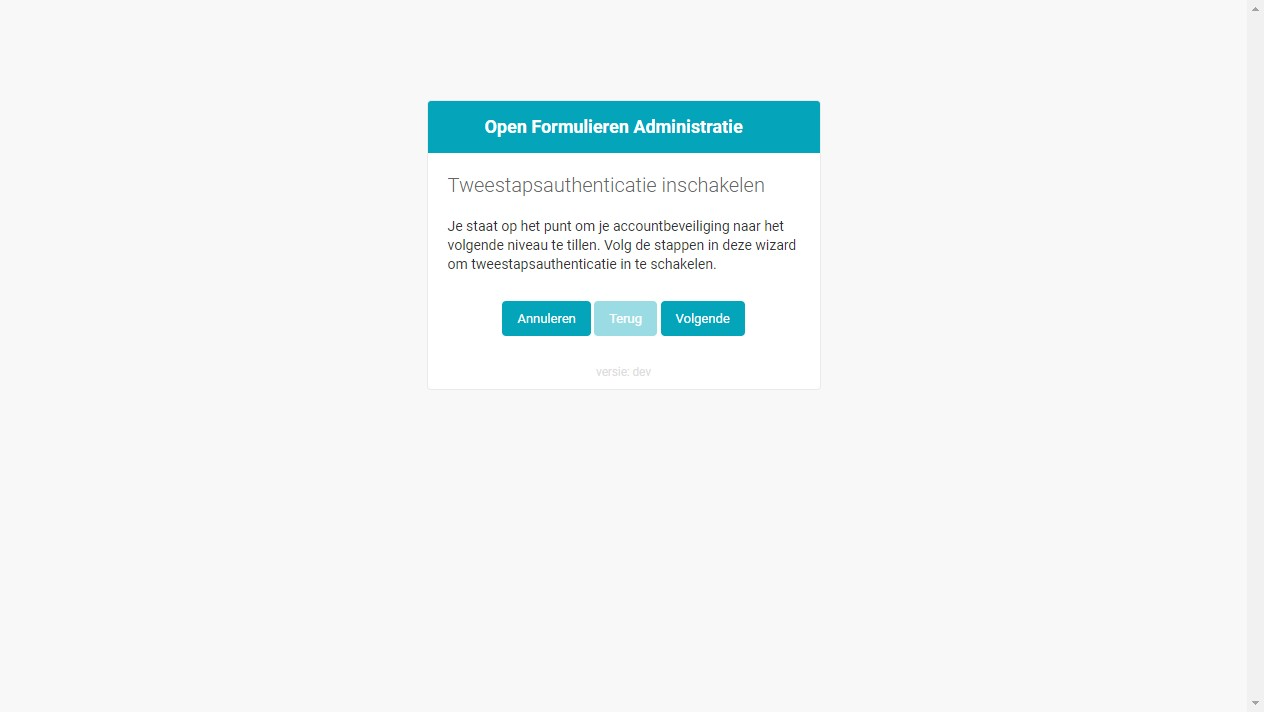 Open Formulieren Administratie
Tweestapsauthenticatie inschakelen
Je staat op het punt om je accountbeveiliging naar het
volgende niveau te tillen. Volg de stappen in deze wizard
om tweestapsauthenticatie in te schakelen.
Annuleren Terug Volgende
versie: dev